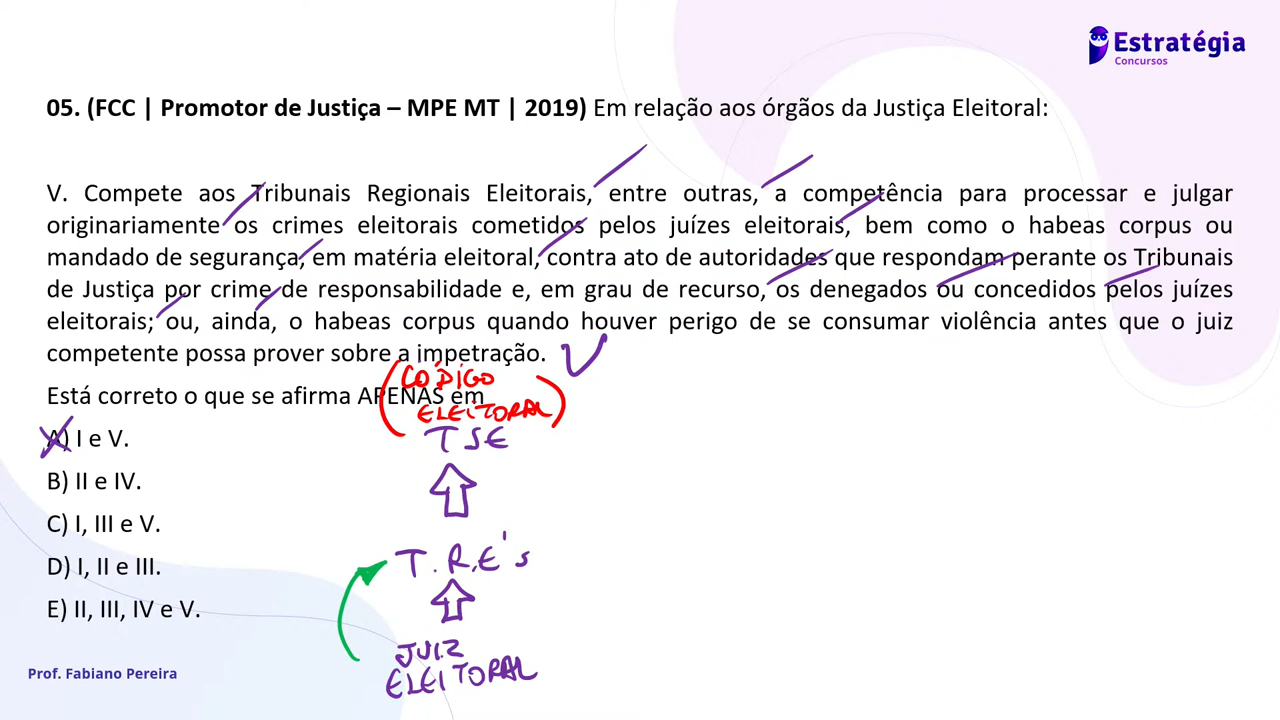 Estratégia
Concursos
05. (FCC | Promotor de Justiça – MPE MT | 2019) Em relação aos órgãos da Justiça Eleitoral:
V. Compete aos Tribunais Regionais Eleitorais, entre outras, a competência para processar e julgar
originariamente os crimes eleitorais cometidos pelos juízes eleitorais, bem como o habeas corpus ou
mandado de segurança, em matéria eleitoral, contra ato de autoridades que respondam perante os Tribunais
de Justiça por crime de responsabilidade e, em grau de recurso, os denegados ou concedidos pelos juízes
eleitorais; ou, ainda, o habeas corpus quando houver perigo de se consumar violência antes que o juiz
competente possa prover sobre a impetração.
Está correto o que se afirma APENAS em
A) I e V.
B) II e IV.
C) I, III e V.
D) I, II e III.
E) II, III, IV e V.
(CÓDIGO
ELEITORAL)
TSE
T.R.E's
JUIZ
ELEITORAL
Prof. Fabiano Pereira